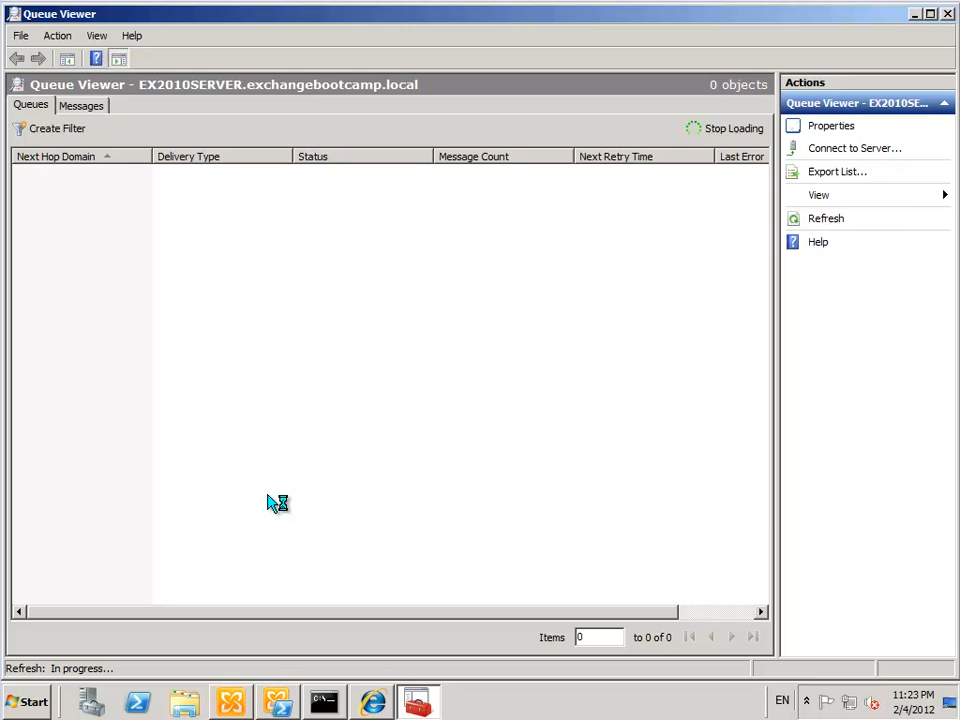 Queue Viewer
File Action View Help
Queue Viewer - EX2010SERVER.exchangebootcamp.local 0 objects
Queues Messages
Create Filter Stop Loading
Next Hop Domain Delivery Type Status Message Count Next Retry Time Last Error
Items 0 to 0 of 0
Refresh: In progress...
Actions
Queue Viewer - EX2010SE...
Properties
Connect to Server...
Export List...
View
Refresh
Help
Start EN 11:23 PM
2/4/2012